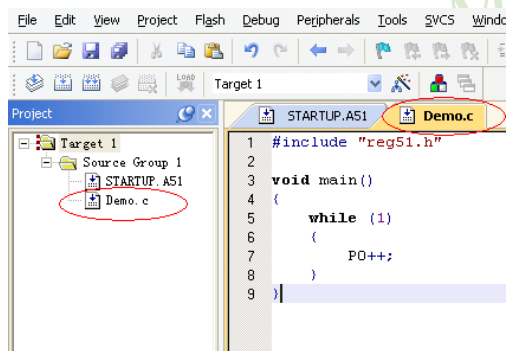 File Edit View Project Flash Debug Peripherals Tools SVCS Windo
LOAD Target 1
Project
STARTUP.A51 Demo.c
Target 1
Source Group 1
STARTUP.A51
Demo.c
1 #include "reg51.h"
2
3 void main()
4 {
5 while (1)
6 {
7 P0++;
8 }
9 }